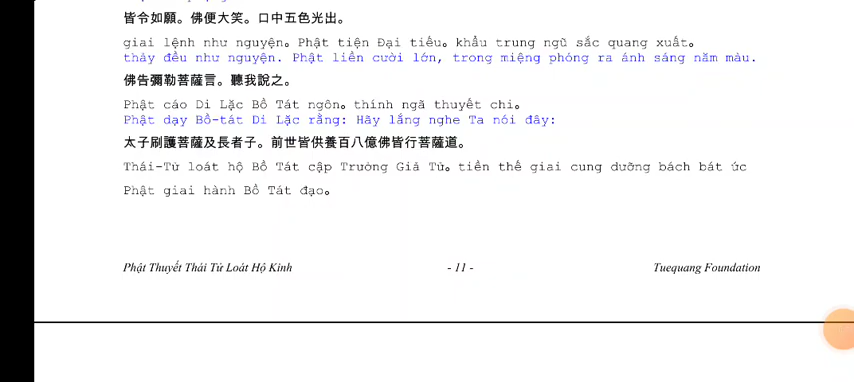 皆令如願。佛便大笑。口中五色光出。
giai lệnh như nguyện。Phật tiện Đại tiếu。khẩu trung ngũ sắc quang xuất。
thảy đều như nguyện. Phật liền cười lớn, trong miệng phóng ra ánh sáng năm màu.
佛告彌勒菩薩言。聽我說之。
Phật cáo Di Lặc Bồ Tát ngôn。thính ngã thuyết chi。
Phật dạy Bồ-tát Di Lặc rằng: Hãy lắng nghe Ta nói đây:
太子刷護菩薩及長者子。前世皆供養百八億佛皆行菩薩道。
Thái-Tử loát hộ Bồ Tát cập Trưởng Giả Tử。tiền thế giai cung dưỡng bách bát ức
Phật giai hành Bồ Tát đạo。
Phật Thuyết Thái Tử Loát Hộ Kinh - 11 - Tuequang Foundation